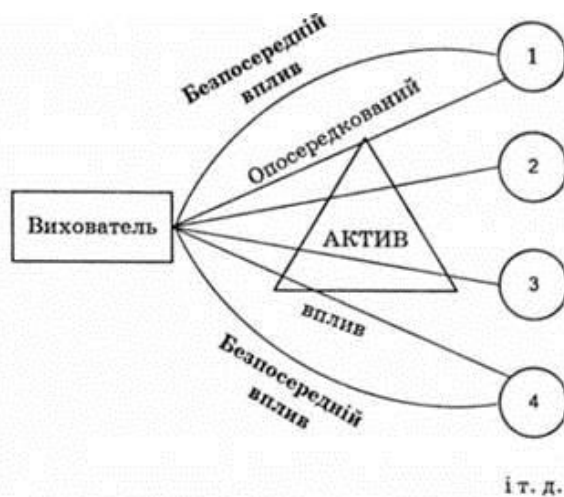 Безпосередній
вплив
Опосередкований
Вихователь
АКТИВ
вплив
Безпосередній
вплив
1
2
3
4
і т. д.